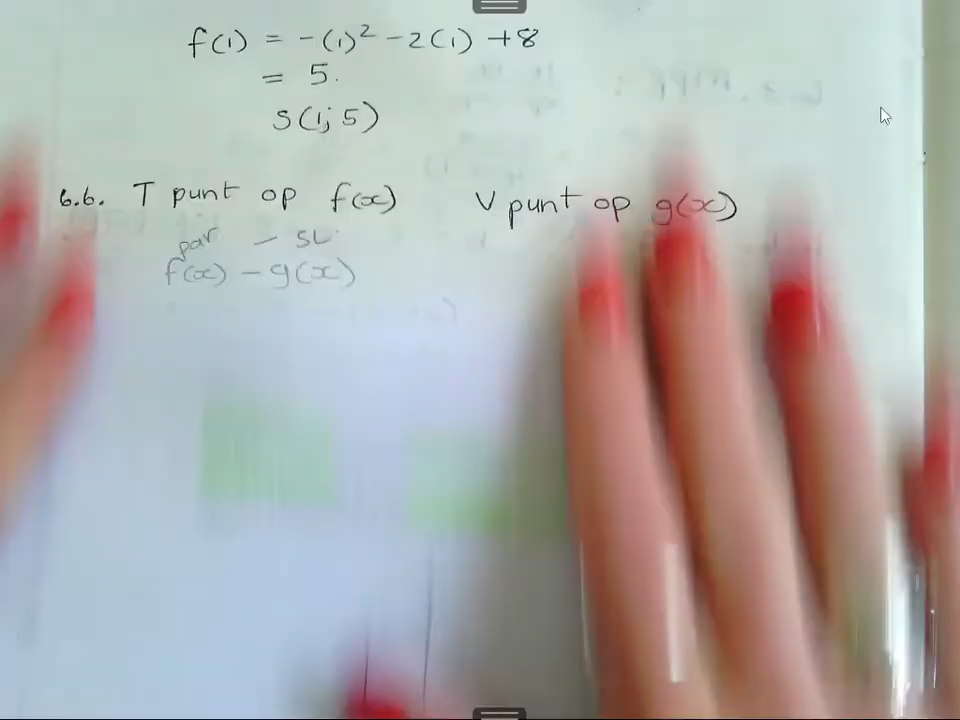 f(1) = -(1)² - 2(1) + 8
= 5.
S(1; 5)
6.6. T punt op f(x) V punt op g(x)
par - SL
f(x) - g(x)